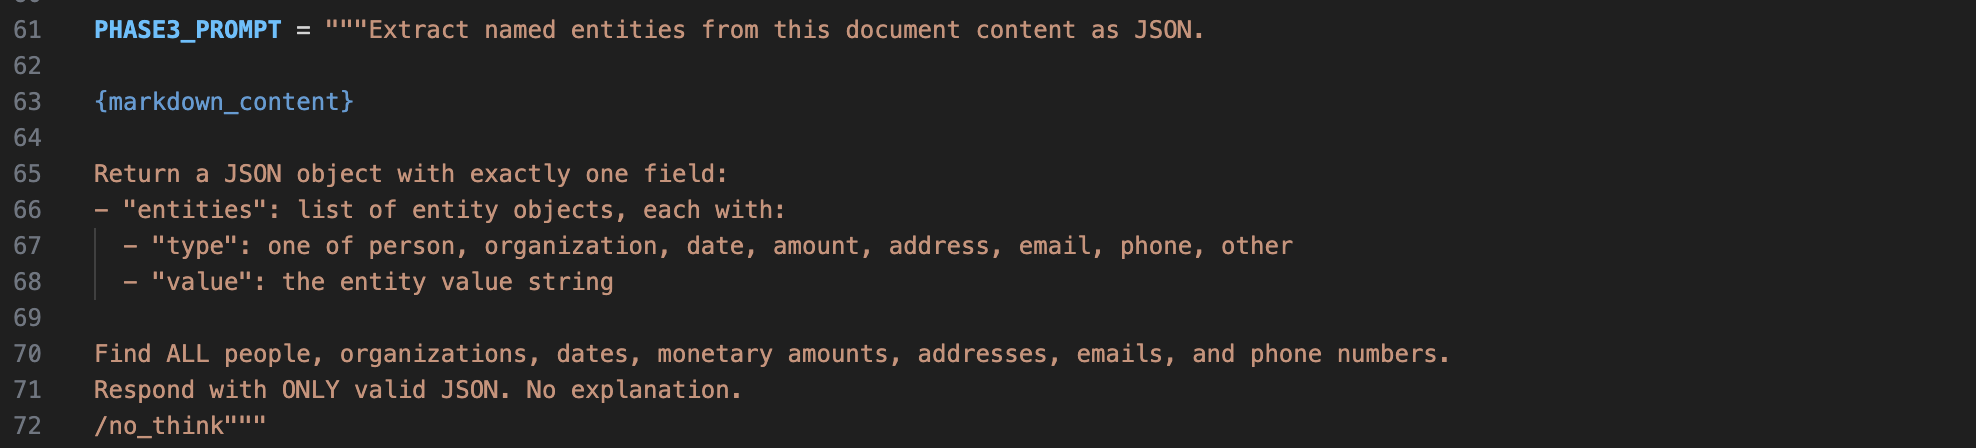 61 PHASE3_PROMPT = """Extract named entities from this document content as JSON.
62
63 {markdown_content}
64
65 Return a JSON object with exactly one field:
66 - "entities": list of entity objects, each with:
67   - "type": one of person, organization, date, amount, address, email, phone, other
68   - "value": the entity value string
69
70 Find ALL people, organizations, dates, monetary amounts, addresses, emails, and phone numbers.
71 Respond with ONLY valid JSON. No explanation.
72 /no_think"""